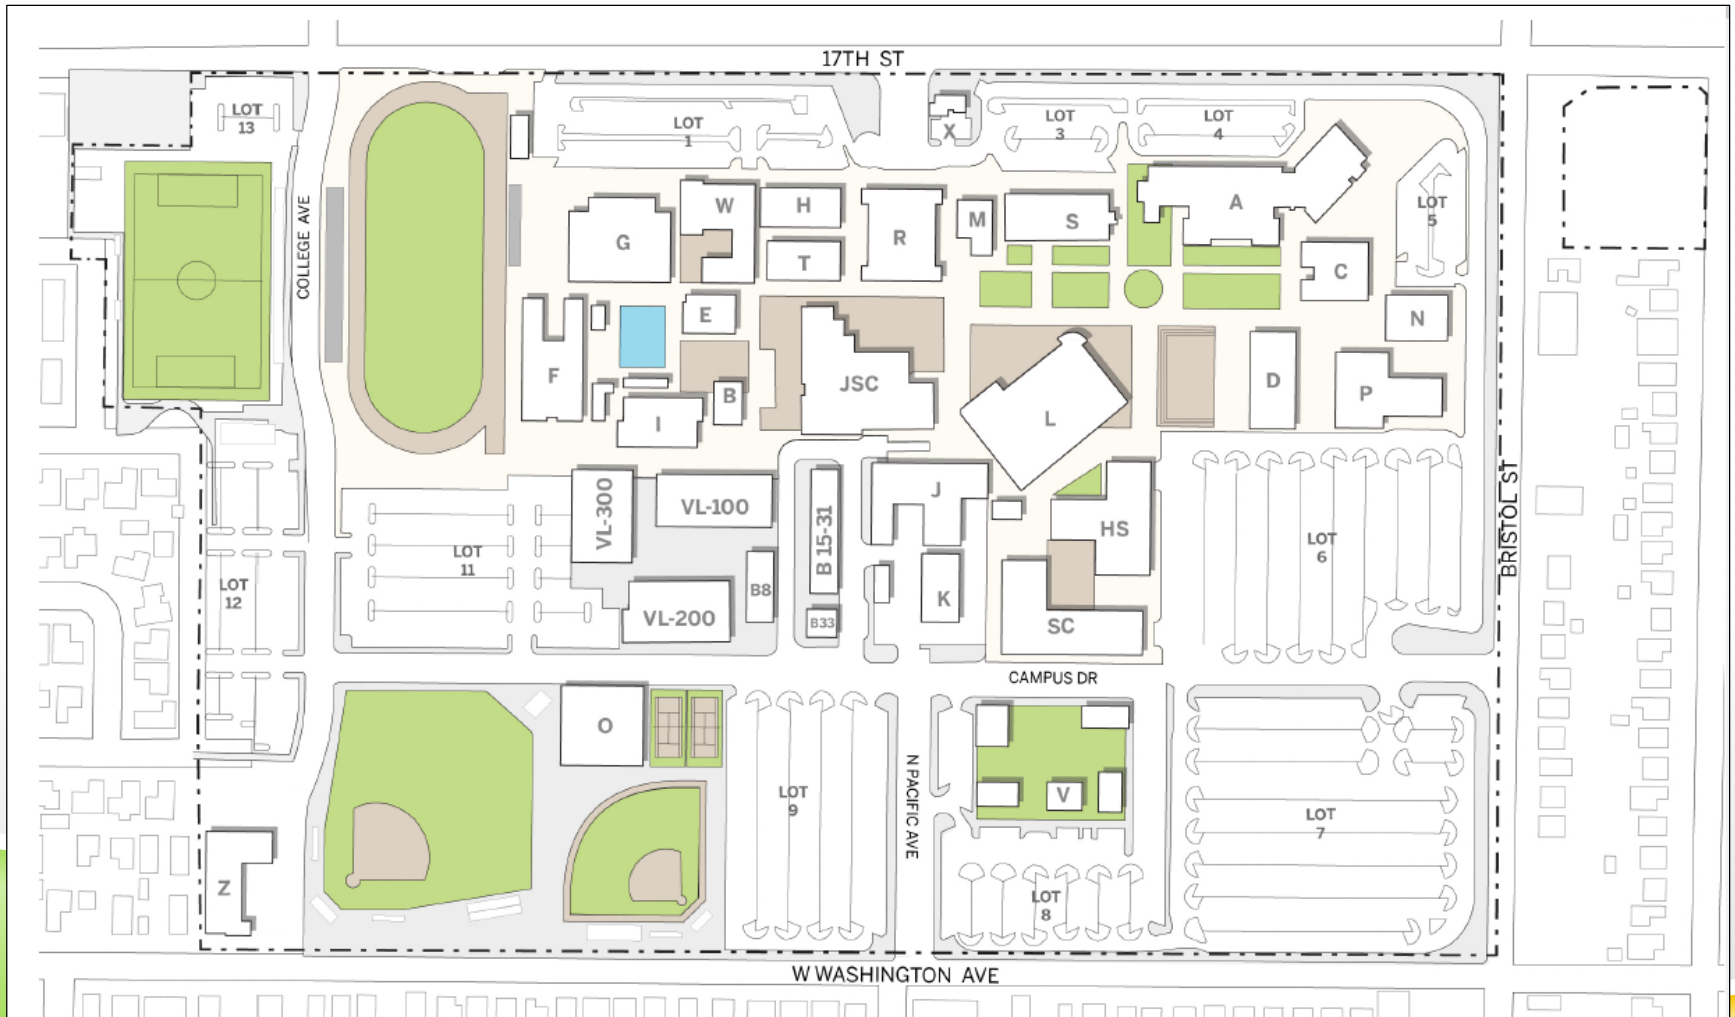 17TH ST
LOT
13
LOT
1
X
LOT
3
LOT
4
COLLEGE AVE
G
W
H
T
R
M
S
A
LOT
5
C
N
E
F
B
I
JSC
L
D
P
VL-300
VL-100
B 15-31
J
HS
LOT
6
BRISTOL ST
LOT
11
LOT
12
B8
VL-200
B33
K
SC
CAMPUS DR
O
LOT
9
N PACIFIC AVE
V
LOT
7
LOT
8
Z
W WASHINGTON AVE